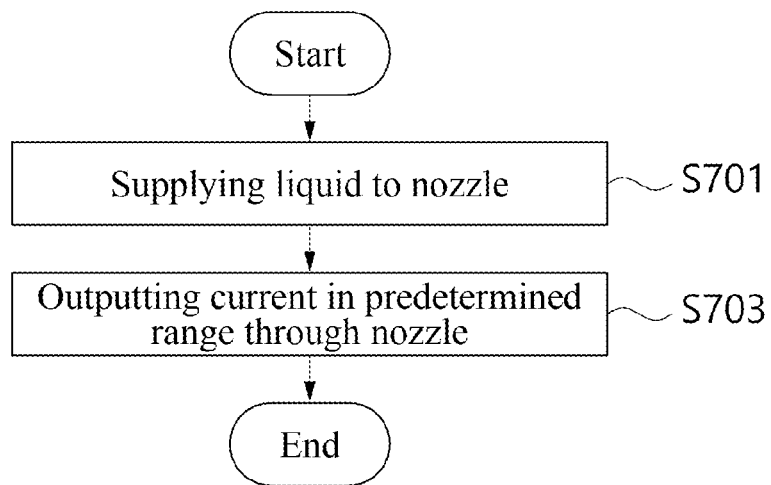 Start
Supplying liquid to nozzle
S701
Outputting current in predetermined
range through nozzle
S703
End